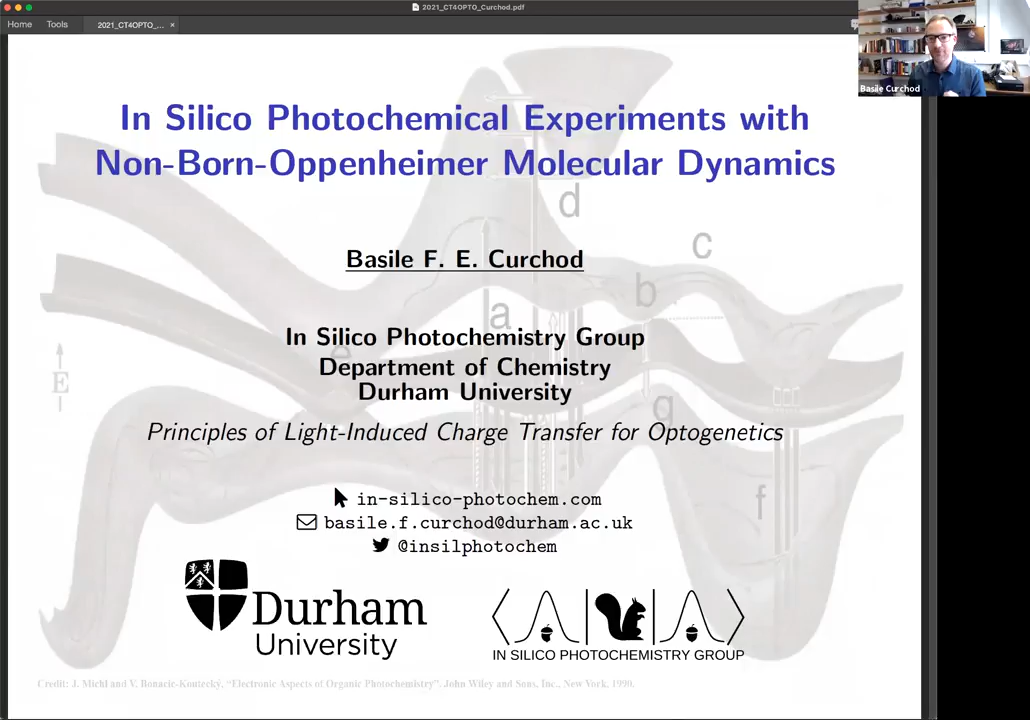 2021_CT4OPTO_Curchod.pdf
Home Tools 2021_CT4OPTO_... ×
Basile Curchod
In Silico Photochemical Experiments with
Non-Born-Oppenheimer Molecular Dynamics
d
c
Basile F. E. Curchod
b
a
In Silico Photochemistry Group
e
Department of Chemistry
E
Durham University
g
Principles of Light-Induced Charge Transfer for Optogenetics
in-silico-photochem.com
f
basile.f.curchod@durham.ac.uk
@insilphotochem
Durham
University
IN SILICO PHOTOCHEMISTRY GROUP
Credit: J. Michl and V. Bonacic-Koutecký, “Electronic Aspects of Organic Photochemistry”. John Wiley and Sons, Inc., New York, 1990.